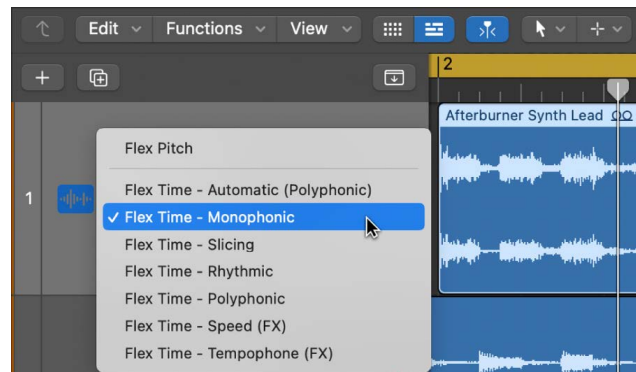 Edit Functions View
2
Afterburner Synth Lead
1
Flex Pitch
Flex Time - Automatic (Polyphonic)
✓ Flex Time - Monophonic
Flex Time - Slicing
Flex Time - Rhythmic
Flex Time - Polyphonic
Flex Time - Speed (FX)
Flex Time - Tempophone (FX)